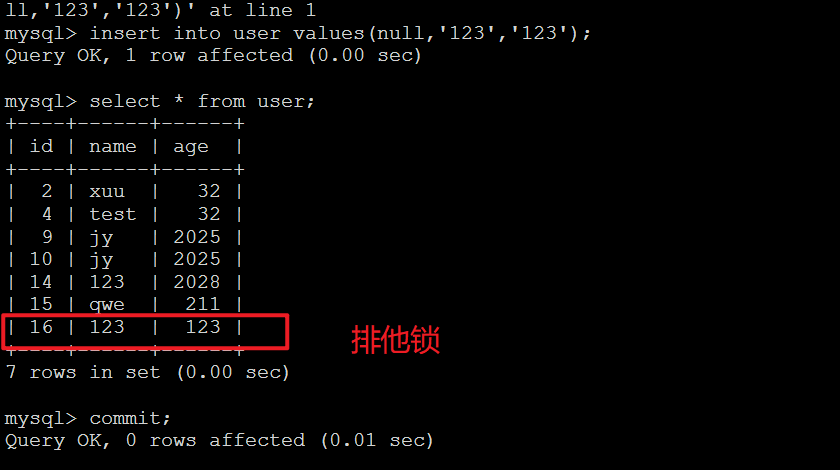 ll,'123','123')' at line 1
mysql> insert into user values(null,'123','123');
Query OK, 1 row affected (0.00 sec)
mysql> select * from user;
+----+------+------+
| id | name | age  |
+----+------+------+
|  2 | xuu  |   32 |
|  4 | test |   32 |
|  9 | jy   | 2025 |
| 10 | jy   | 2025 |
| 14 | 123  | 2028 |
| 15 | qwe  |  211 |
| 16 | 123  |  123 |
排他锁
+----+------+------+
7 rows in set (0.00 sec)
mysql> commit;
Query OK, 0 rows affected (0.01 sec)